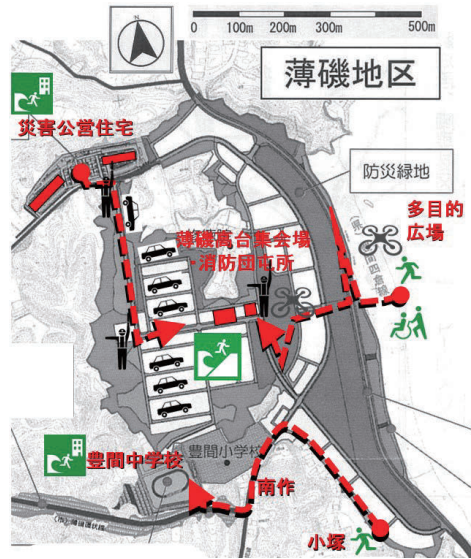 0 100m 200m 300m 500m
N
薄磯地区
災害公営住宅
防災緑地
多目的
広場
薄磯高台集会場
・消防団屯所
豊間小学校
豊間中学校
南作
小塚